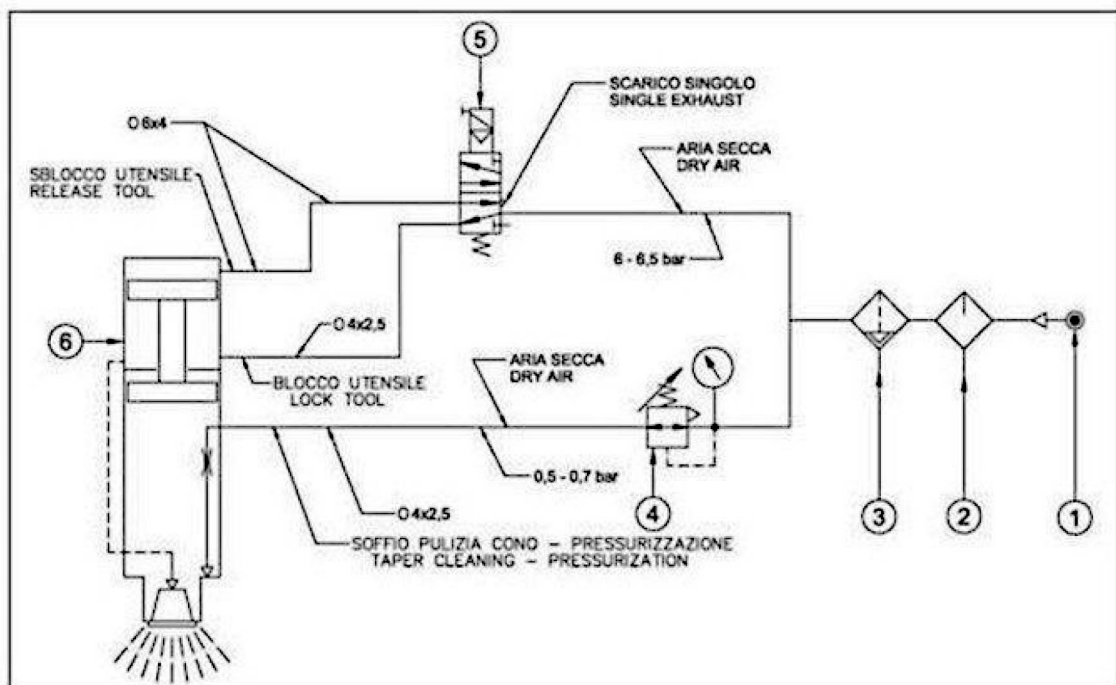 5
SCARICO SINGOLO
SINGLE EXHAUST
O 6x4
ARIA SECCA
DRY AIR
SBLOCCO UTENSILE
RELEASE TOOL
6 - 6,5 bar
6
O 4x2,5
ARIA SECCA
DRY AIR
BLOCCO UTENSILE
LOCK TOOL
0,5 - 0,7 bar
4
3
2
1
O 4x2,5
SOFFIO PULIZIA CONO – PRESSURIZZAZIONE
TAPER CLEANING – PRESSURIZATION